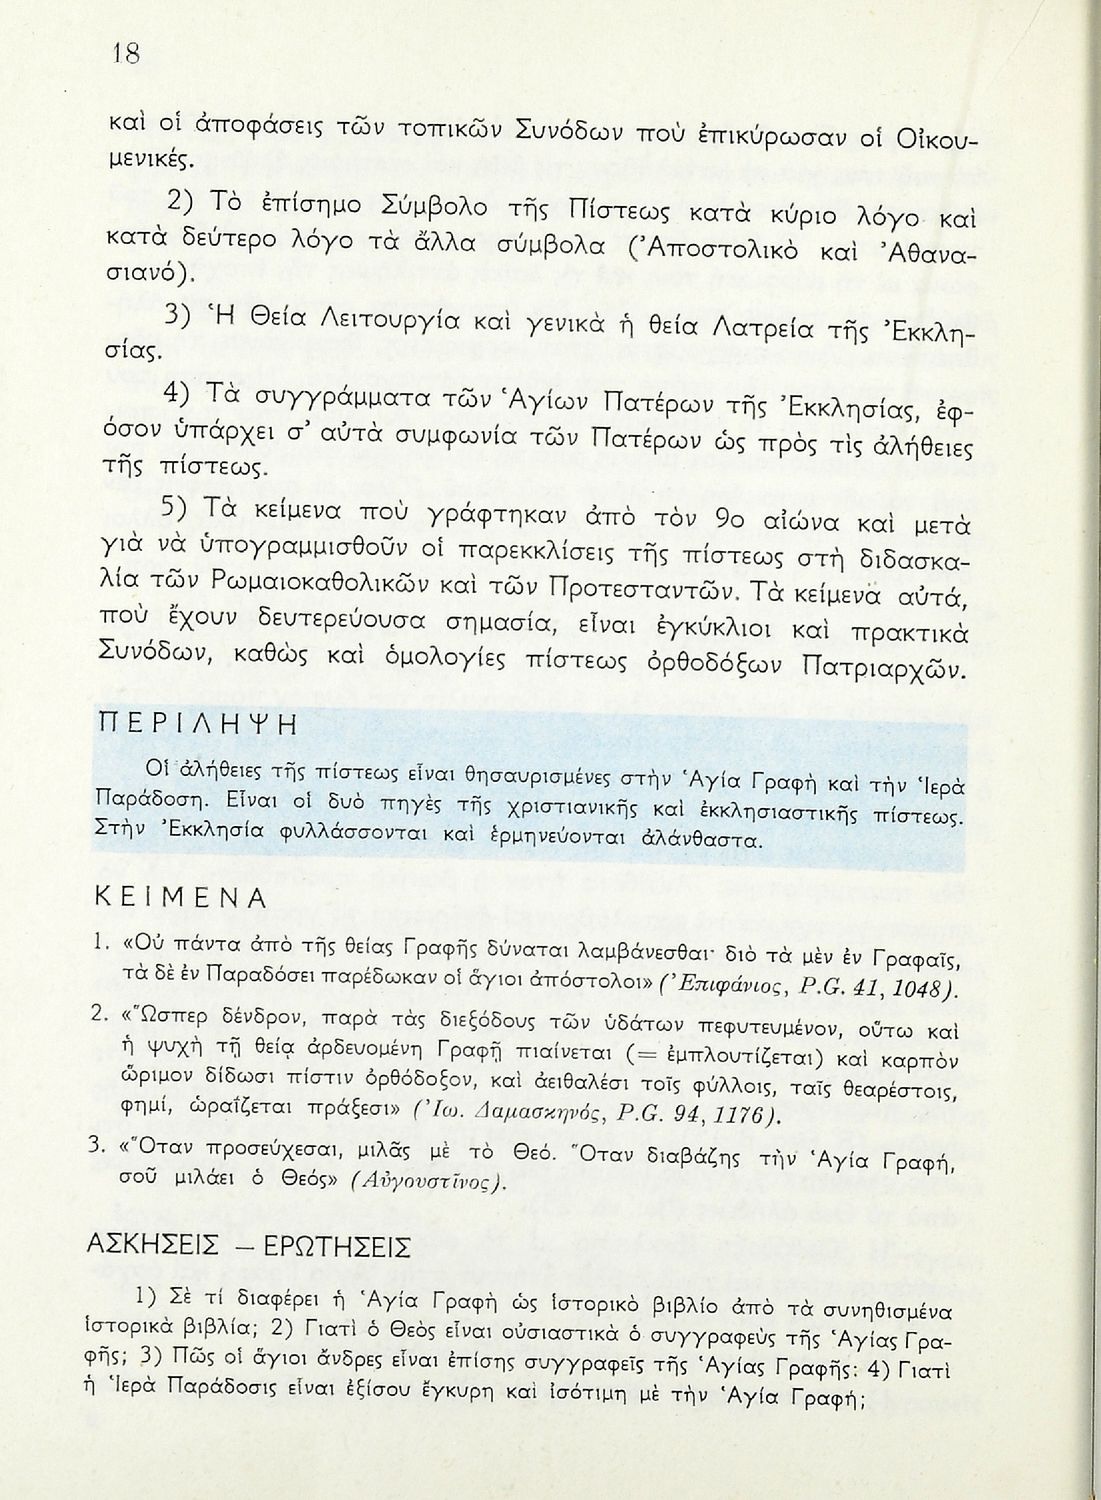 18
καὶ οἱ ἀποφάσεις τῶν τοπικῶν Συνόδων ποὺ ἐπικύρωσαν οἱ Οἰκου-
μενικές.
2) Τὸ ἐπίσημο Σύμβολο τῆς Πίστεως κατὰ κύριο λόγο καὶ
κατὰ δεύτερο λόγο τὰ ἄλλα σύμβολα (Ἀποστολικὸ καὶ Ἀθανα-
σιανό).
3) Ἡ Θεία Λειτουργία καὶ γενικὰ ἡ θεία Λατρεία τῆς Ἐκκλη-
σίας.
4) Τὰ συγγράμματα τῶν Ἁγίων Πατέρων τῆς Ἐκκλησίας, ἐφ-
όσον ὑπάρχει σ' αὐτὰ συμφωνία τῶν Πατέρων ὡς πρὸς τὶς ἀλήθειες
τῆς πίστεως.
5) Τὰ κείμενα ποὺ γράφτηκαν ἀπὸ τὸν 9ο αἰώνα καὶ μετὰ
γιὰ νὰ ὑπογραμμισθοῦν οἱ παρεκκλίσεις τῆς πίστεως στὴ διδασκα-
λία τῶν Ρωμαιοκαθολικῶν καὶ τῶν Προτεσταντῶν. Τὰ κείμενα αὐτά,
ποὺ ἔχουν δευτερεύουσα σημασία, εἶναι ἐγκύκλιοι καὶ πρακτικὰ
Συνόδων, καθὼς καὶ ὁμολογίες πίστεως ὀρθοδόξων Πατριαρχῶν.
ΠΕΡΙΛΗΨΗ
Οἱ ἀλήθειες τῆς πίστεως εἶναι θησαυρισμένες στὴν Ἁγία Γραφὴ καὶ τὴν Ἱερὰ
Παράδοση. Εἶναι οἱ δυὸ πηγὲς τῆς χριστιανικῆς καὶ ἐκκλησιαστικῆς πίστεως.
Στὴν Ἐκκλησία φυλλάσσονται καὶ ἑρμηνεύονται ἀλάνθαστα.
ΚΕΙΜΕΝΑ
1. «Οὐ πάντα ἀπὸ τῆς θείας Γραφῆς δύναται λαμβάνεσθαι· διὸ τὰ μὲν ἐν Γραφαῖς,
τὰ δὲ ἐν Παραδόσει παρέδωκαν οἱ ἅγιοι ἀπόστολοι» (Ἐπιφάνιος, P.G. 41, 1048).
2. «Ὥσπερ δένδρον, παρὰ τὰς διεξόδους τῶν ὑδάτων πεφυτευμένον, οὕτω καὶ
ἡ ψυχὴ τῇ θείᾳ ἀρδευομένη Γραφῇ πιαίνεται (= ἐμπλουτίζεται) καὶ καρπὸν
ὥριμον δίδωσι πίστιν ὀρθόδοξον, καὶ ἀειθαλέσι τοῖς φύλλοις, ταῖς θεαρέστοις,
φημί, ὡραΐζεται πράξεσι» (Ἰω. Δαμασκηνός, P.G. 94, 1176).
3. «Ὅταν προσεύχεσαι, μιλᾶς μὲ τὸ Θεό. Ὅταν διαβάζης τὴν Ἁγία Γραφή,
σοῦ μιλάει ὁ Θεός» (Αὐγουστῖνος).
ΑΣΚΗΣΕΙΣ – ΕΡΩΤΗΣΕΙΣ
1) Σὲ τί διαφέρει ἡ Ἁγία Γραφὴ ὡς ἱστορικὸ βιβλίο ἀπὸ τὰ συνηθισμένα
ἱστορικὰ βιβλία; 2) Γιατὶ ὁ Θεὸς εἶναι οὐσιαστικὰ ὁ συγγραφεὺς τῆς Ἁγίας Γρα-
φῆς; 3) Πῶς οἱ ἅγιοι ἄνδρες εἶναι ἐπίσης συγγραφεῖς τῆς Ἁγίας Γραφῆς: 4) Γιατὶ
ἡ Ἱερὰ Παράδοσις εἶναι ἐξίσου ἔγκυρη καὶ ἰσότιμη μὲ τὴν Ἁγία Γραφή;